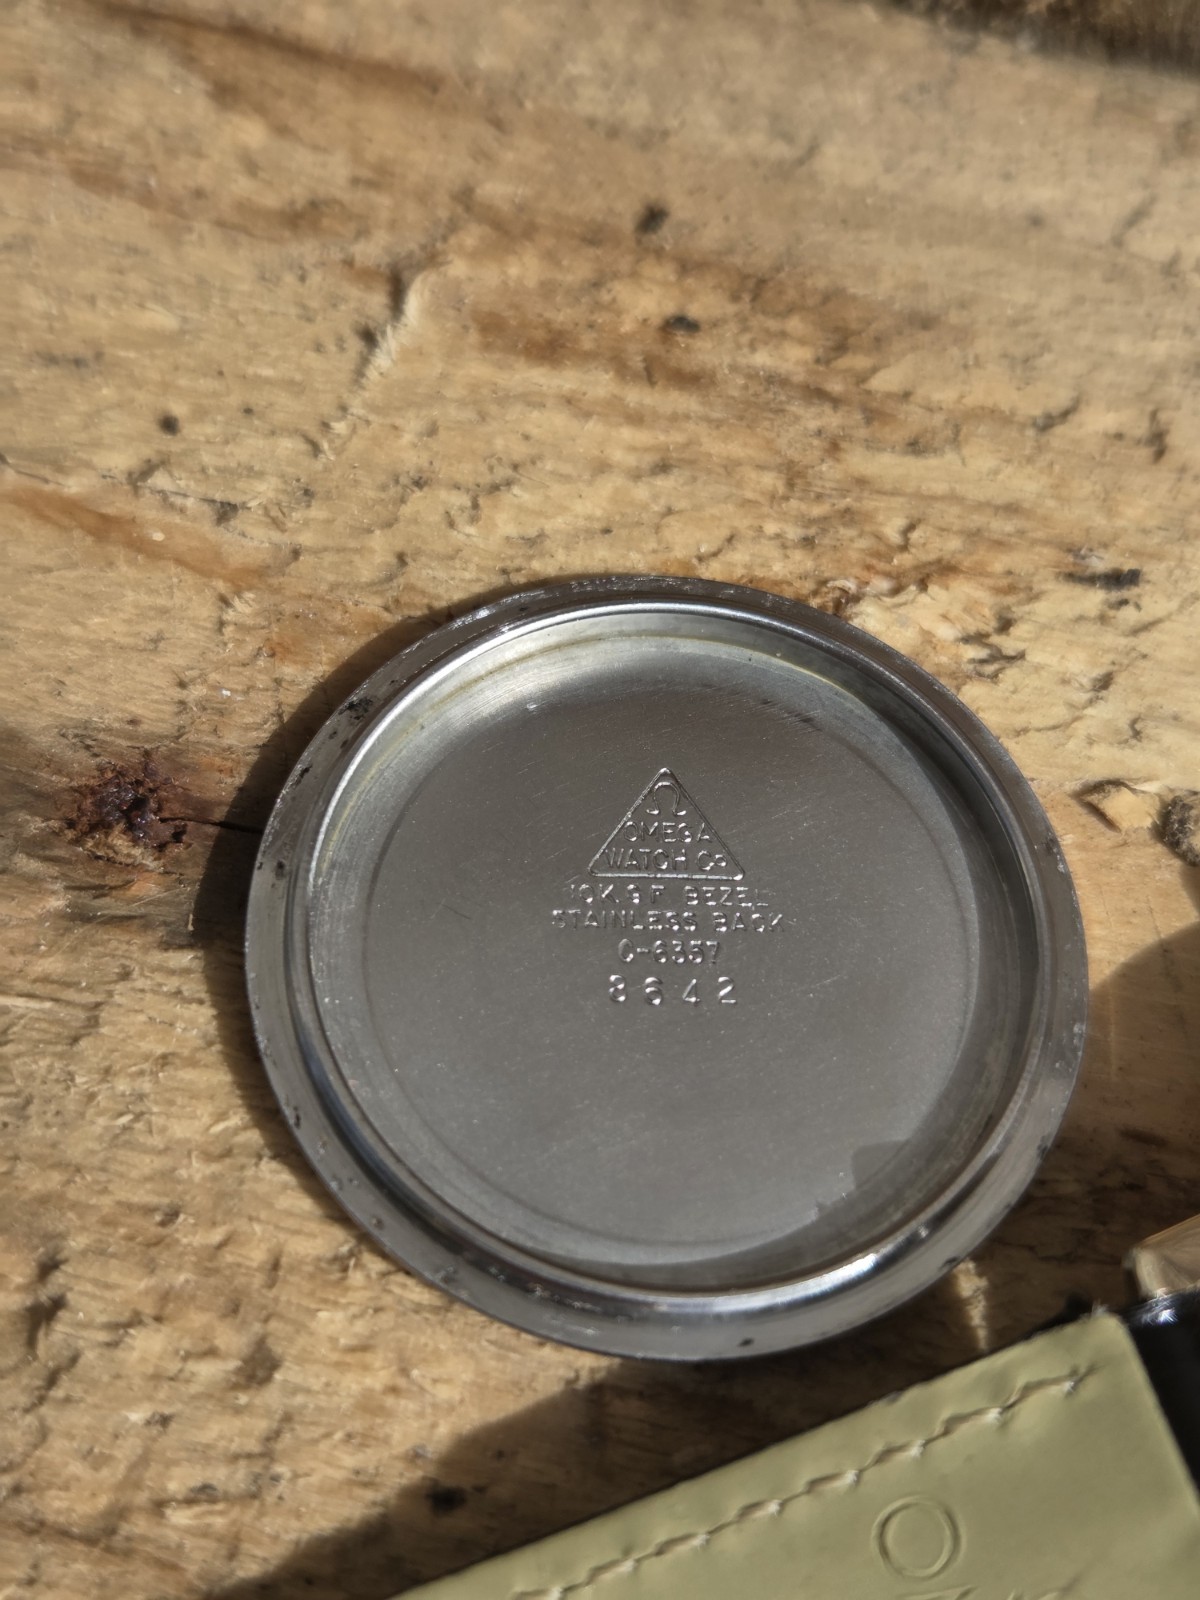 Ω
OMEGA
WATCH Co
10K G F BEZEL
STAINLESS BACK
C-6357
8642
O